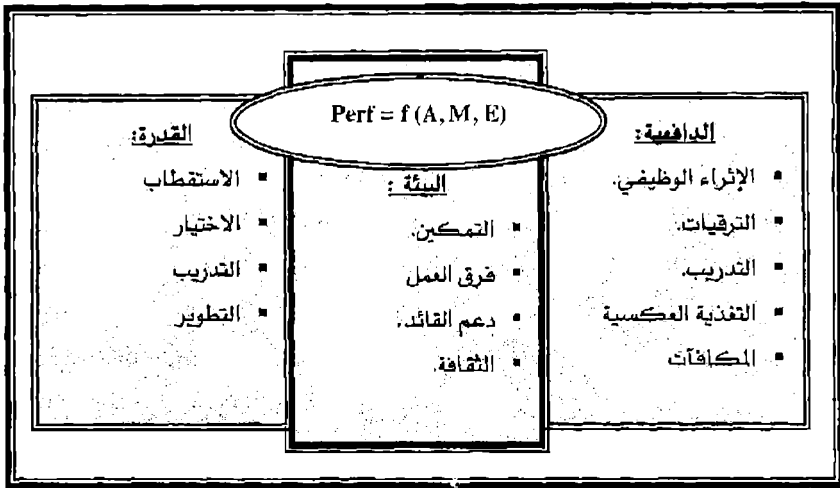 Perf = f (A, M, E)
الدافعية:
▪ الإثراء الوظيفي.
▪ الترقيات.
▪ التدريب.
▪ التغذية العكسية
▪ المكافآت
البيئة :
▪ التمكين.
▪ فرق العمل
▪ دعم القائد.
▪ الثقافة.
القدرة:
▪ الاستقطاب
▪ الاختيار
▪ التدريب
▪ التطوير